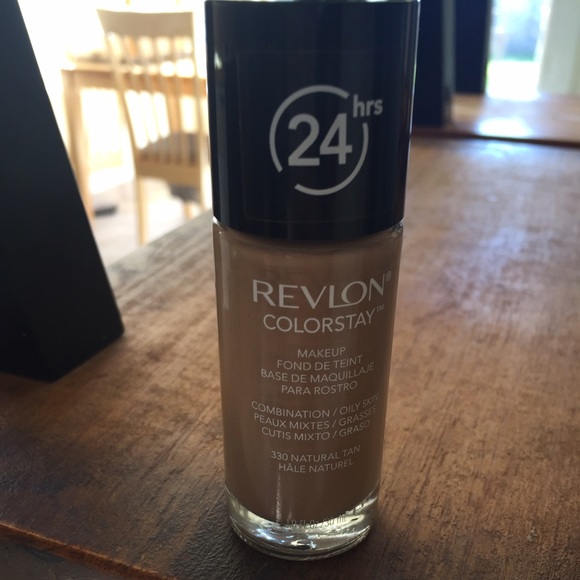 24 hrs
REVLON®
COLORSTAY™
MAKEUP
FOND DE TEINT
BASE DE MAQUILLAJE
PARA ROSTRO
COMBINATION / OILY SKIN
PEAUX MIXTES / GRASSES
CUTIS MIXTO / GRASO
330 NATURAL TAN
HÂLE NATUREL